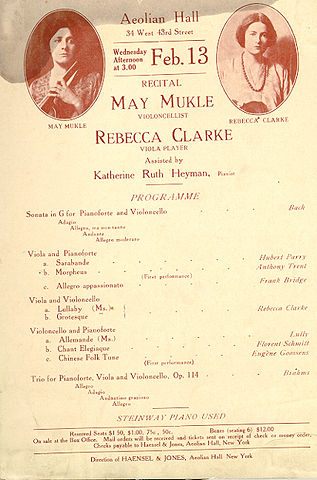 Aeolian Hall
34 West 43rd Street
Wednesday Afternoon at 3.00 Feb. 13
RECITAL
MAY MUKLE
VIOLONCELLIST
REBECCA CLARKE
VIOLA PLAYER
Assisted by
Katherine Ruth Heyman, Pianist
MAY MUKLE
REBECCA CLARKE
PROGRAMME
Sonata in G for Pianoforte and Violoncello . . . . Bach
Adagio
Allegro, ma non tanto
Andante
Allegro moderato
Viola and Pianoforte
a. Sarabande . . . . Hubert Parry
b. Morpheus . . . . Anthony Trent
(First performance)
c. Allegro appassionato . . . . Frank Bridge
Viola and Violoncello
a. Lullaby (Ms.) . . . . Rebecca Clarke
b. Grotesque
Violoncello and Pianoforte
a. Allemande (Ms.) . . . . Lully
b. Chant Elegiaque . . . . Florent Schmitt
c. Chinese Folk Tune . . . . Eugène Goossens
(First performance)
Trio for Pianoforte, Viola and Violoncello, Op. 114 . . . . Brahms
Allegro
Adagio
Andantino grazioso
Allegro
STEINWAY PIANO USED
Reserved Seats $1.50, $1.00, 75c., 50c. Boxes (seating 6) $12.00
On sale at the Box Office. Mail orders will be received and tickets sent on receipt of check or money order.
Checks payable to Haensel & Jones, Aeolian Hall, New York
Direction of HAENSEL & JONES, Aeolian Hall, New York